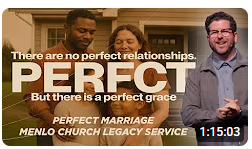 There are no perfect relationships.
PERFCT
But there is a perfect grace
PERFECT MARRIAGE
MENLO CHURCH LEGACY SERVICE
1:15:03